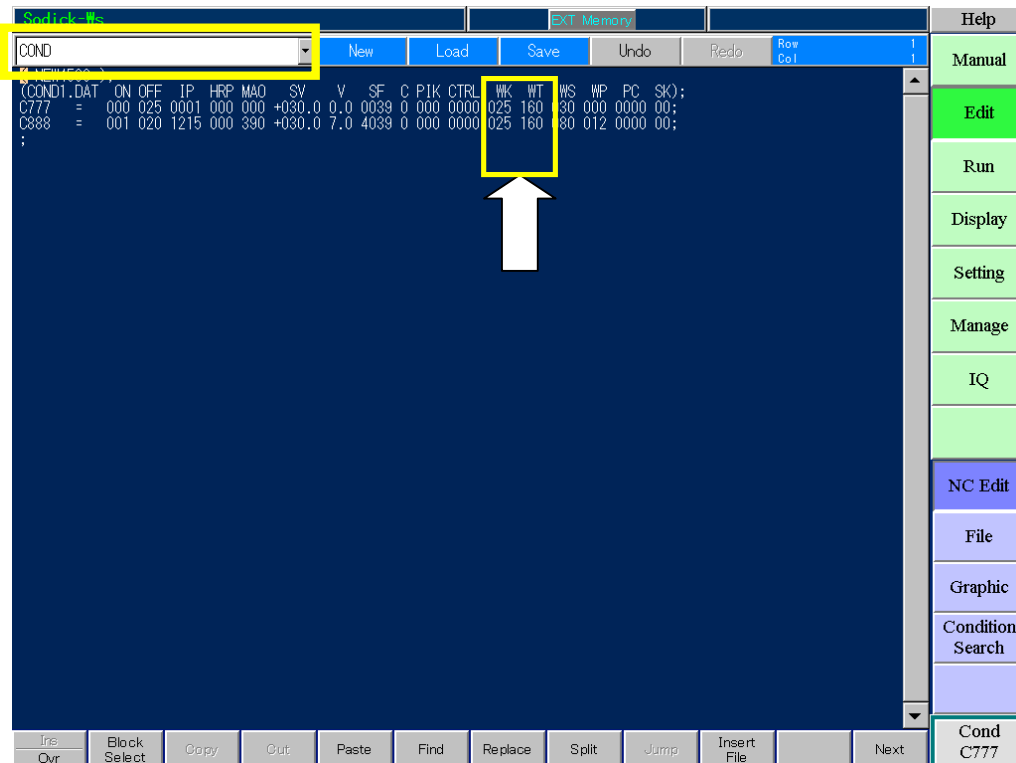 Sodick-Ws EXT Memory Help
COND New Load Save Undo Redo Row 1
Col 1
Manual
(COND1.DAT ON OFF IP HRP MAO SV V SF C PIK CTRL WK WT WS WP PC SK);
C777 = 000 025 0001 000 000 +030.0 0.0 0039 0 000 0000 025 160 030 000 0000 00;
C888 = 001 020 1215 000 390 +030.0 7.0 4039 0 000 0000 025 160 080 012 0000 00;
;
Edit
Run
Display
Setting
Manage
IQ
NC Edit
File
Graphic
Condition
Search
Ins
Ovr
Block
Select
Copy
Cut
Paste
Find
Replace
Split
Jump
Insert
File
Next
Cond
C777